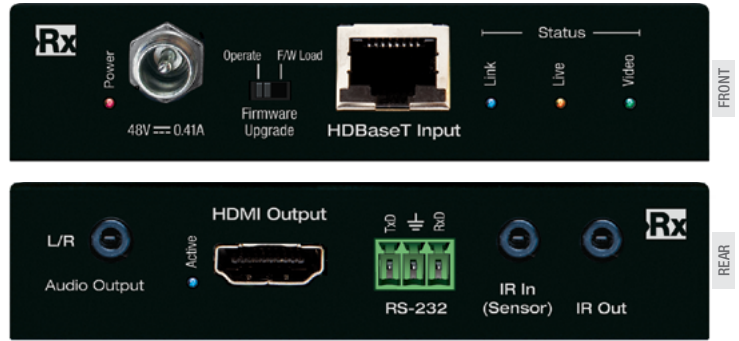 Rx
Power
48V 0.41A
Operate F/W Load
Firmware
Upgrade
HDBaseT Input
Status
Link
Live
Video
FRONT
L/R
Audio Output
Active
HDMI Output
TxD
RxD
RS-232
IR In
(Sensor)
IR Out
Rx
REAR